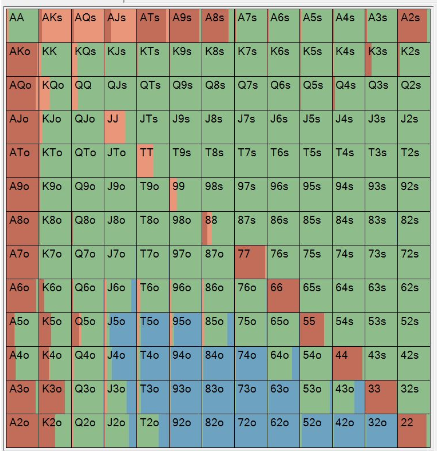 AA AKs AQs AJs ATs A9s A8s A7s A6s A5s A4s A3s A2s
AKo KK KQs KJs KTs K9s K8s K7s K6s K5s K4s K3s K2s
AQo KQo QQ QJs QTs Q9s Q8s Q7s Q6s Q5s Q4s Q3s Q2s
AJo KJo QJo JJ JTs J9s J8s J7s J6s J5s J4s J3s J2s
ATo KTo QTo JTo TT T9s T8s T7s T6s T5s T4s T3s T2s
A9o K9o Q9o J9o T9o 99 98s 97s 96s 95s 94s 93s 92s
A8o K8o Q8o J8o T8o 98o 88 87s 86s 85s 84s 83s 82s
A7o K7o Q7o J7o T7o 97o 87o 77 76s 75s 74s 73s 72s
A6o K6o Q6o J6o T6o 96o 86o 76o 66 65s 64s 63s 62s
A5o K5o Q5o J5o T5o 95o 85o 75o 65o 55 54s 53s 52s
A4o K4o Q4o J4o T4o 94o 84o 74o 64o 54o 44 43s 42s
A3o K3o Q3o J3o T3o 93o 83o 73o 63o 53o 43o 33 32s
A2o K2o Q2o J2o T2o 92o 82o 72o 62o 52o 42o 32o 22